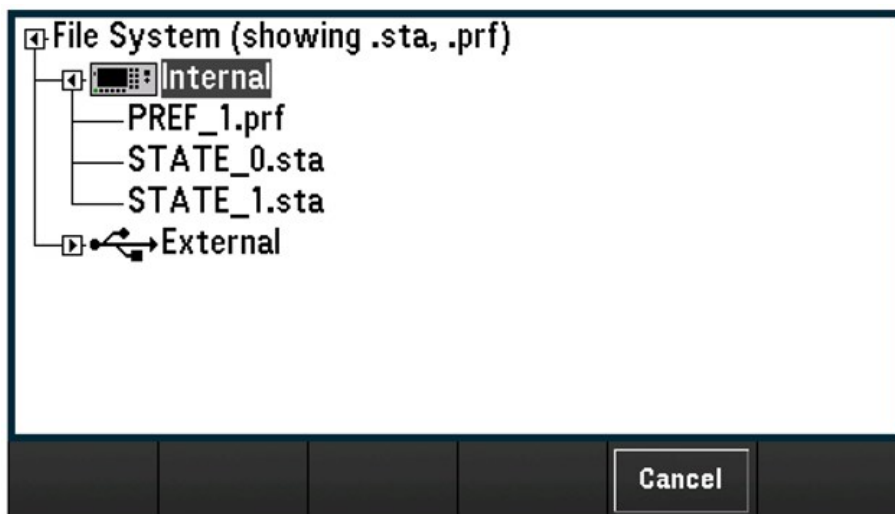 File System (showing .sta, .prf)
Internal
PREF_1.prf
STATE_0.sta
STATE_1.sta
External
Cancel